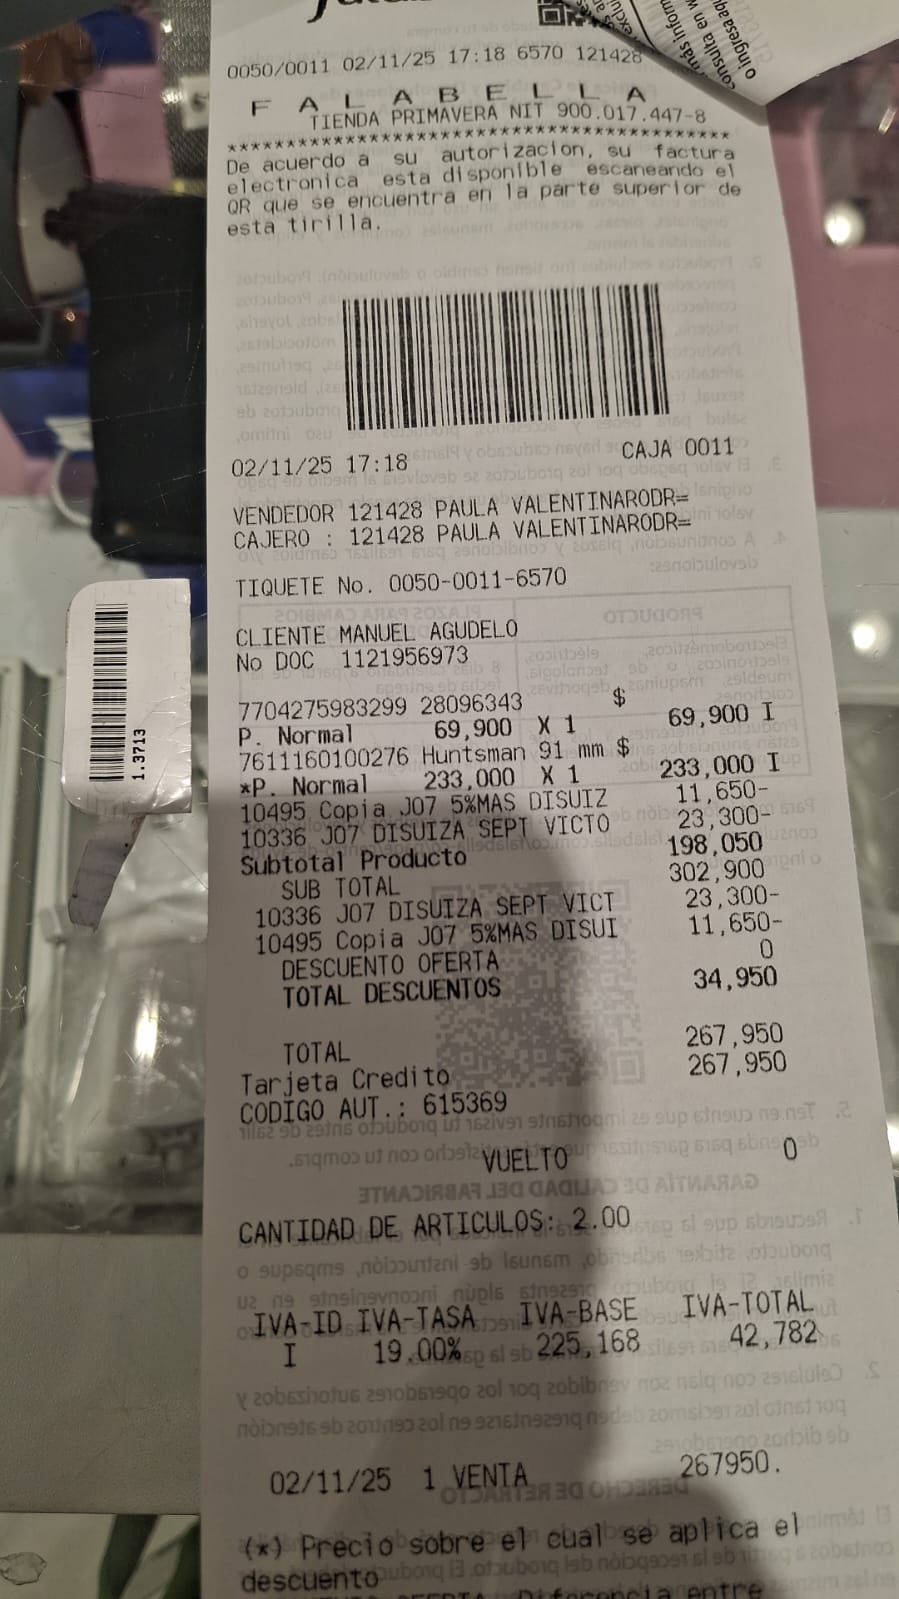 más inform
consulta en w
o ingresa aq
0050/0011 02/11/25 17:18 6570 121428
F A L A B E L L A
TIENDA PRIMAVERA NIT 900.017.447-8
****************************************
De acuerdo a su autorizacion, su factura
electronica esta disponible escaneando el
QR que se encuentra en la parte superior de
esta tirilla.
02/11/25 17:18 CAJA 0011
VENDEDOR 121428 PAULA VALENTINARODR=
CAJERO : 121428 PAULA VALENTINARODR=
TIQUETE No. 0050-0011-6570
CLIENTE MANUEL AGUDELO
No DOC 1121956973
7704275983299 28096343 $
P. Normal 69,900 X 1 69,900 I
7611160100276 Huntsman 91 mm $
*P. Normal 233,000 X 1 233,000 I
10495 Copia J07 5%MAS DISUIZ 11,650-
10336 J07 DISUIZA SEPT VICTO 23,300-
Subtotal Producto 198,050
SUB TOTAL 302,900
10336 J07 DISUIZA SEPT VICT 23,300-
10495 Copia J07 5%MAS DISUI 11,650-
DESCUENTO OFERTA 0
TOTAL DESCUENTOS 34,950
TOTAL 267,950
Tarjeta Credito 267,950
CODIGO AUT.: 615369
VUELTO 0
CANTIDAD DE ARTICULOS: 2.00
IVA-ID IVA-TASA IVA-BASE IVA-TOTAL
I 19.00% 225,168 42,782
02/11/25 1 VENTA 267950.
(*) Precio sobre el cual se aplica el
descuento
OFERTA: Diferencia entre
1.3713